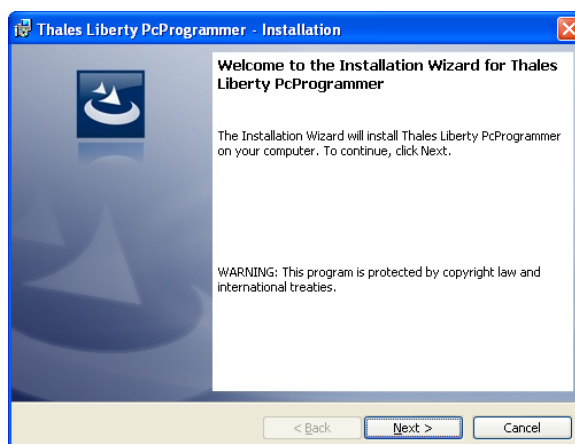 Thales Liberty PcProgrammer - Installation
Welcome to the Installation Wizard for Thales
Liberty PcProgrammer
The Installation Wizard will install Thales Liberty PcProgrammer
on your computer. To continue, click Next.
WARNING: This program is protected by copyright law and
international treaties.
< Back
Next >
Cancel